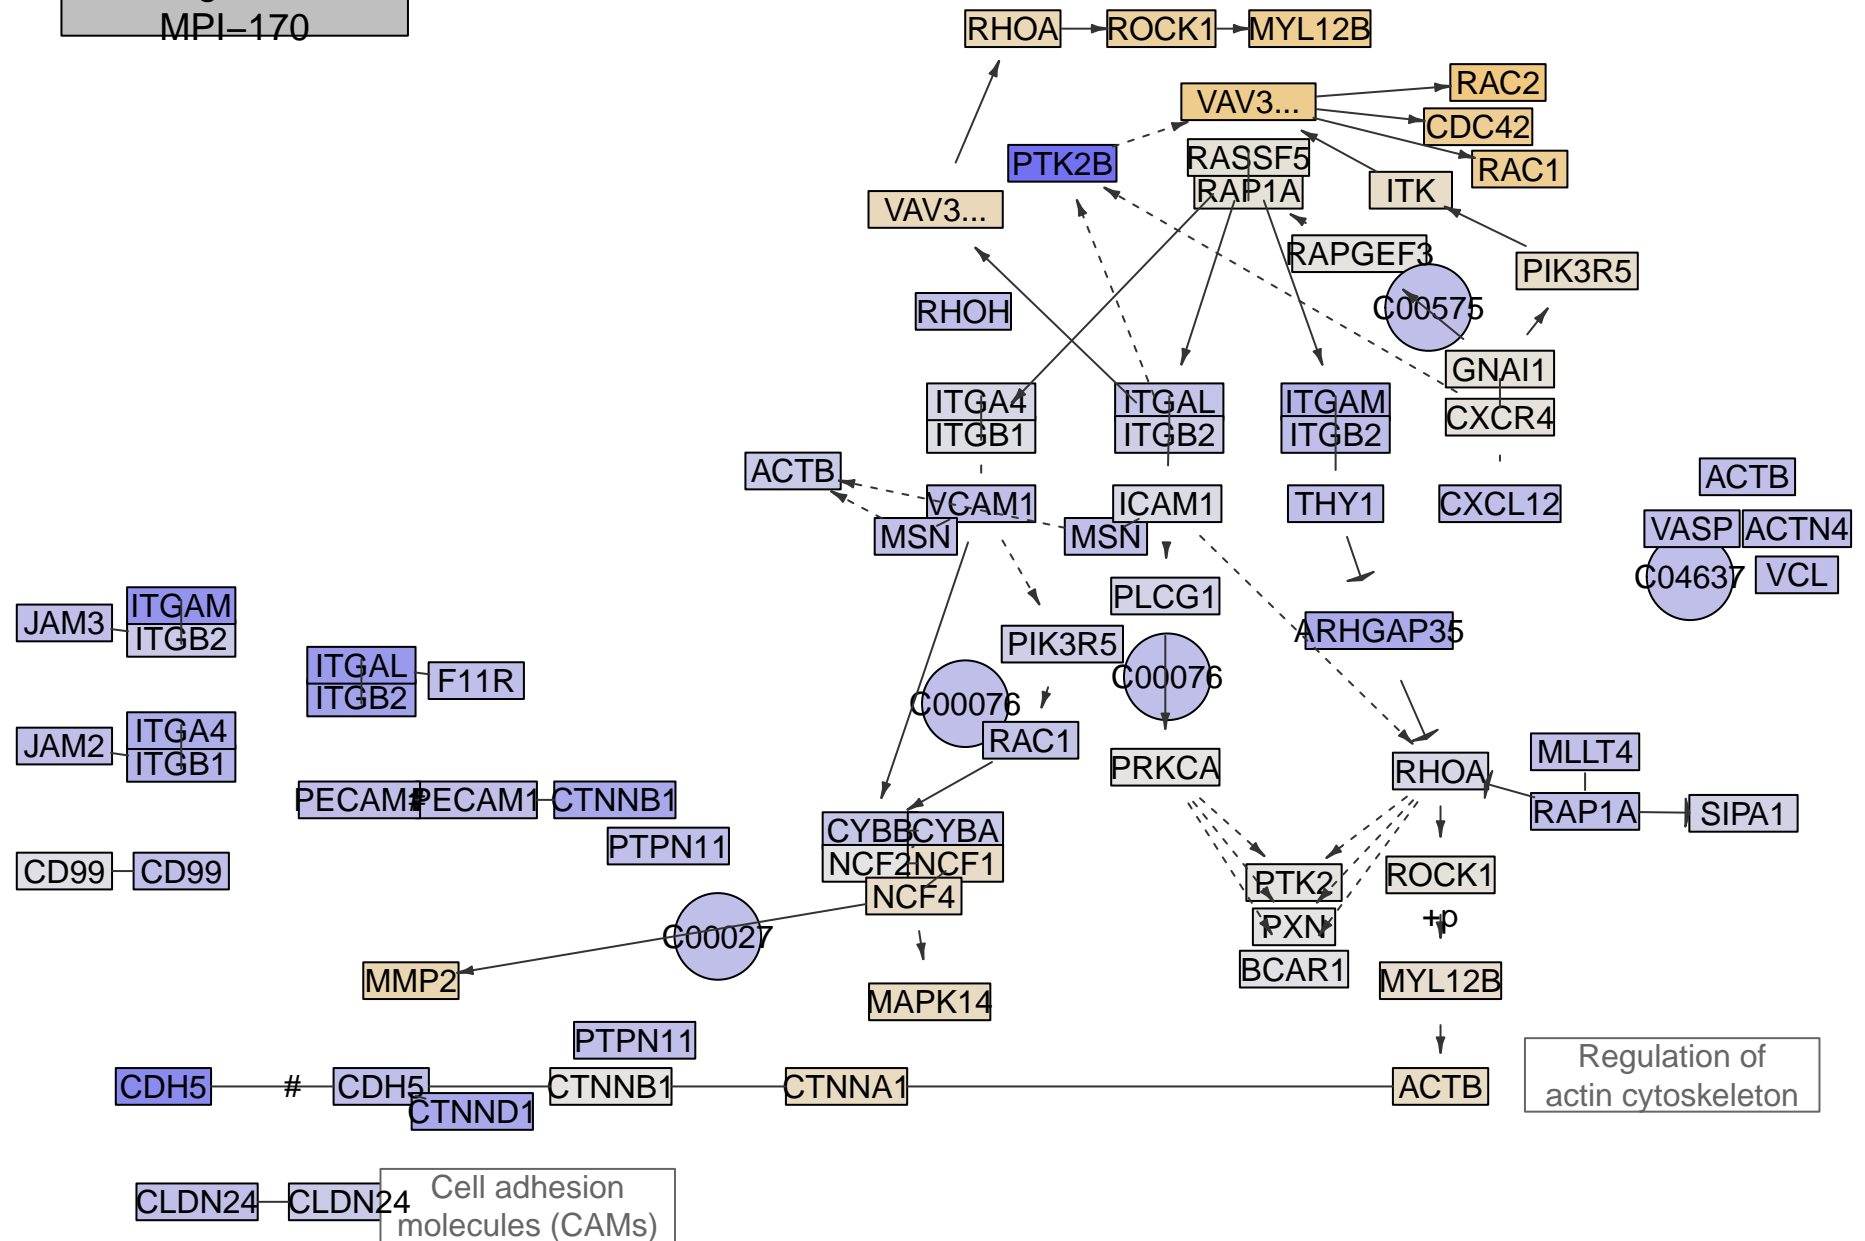 MPI−170
RHOA
ROCK1
MYL12B
RAC2
VAV3...
CDC42
RASSF5
PTK2B
RAC1
RAP1A
ITK
VAV3...
RAPGEF3
PIK3R5
RHOH
C00575
GNAI1
ITGA4
ITGAL
ITGAM
CXCR4
ITGB1
ITGB2
ITGB2
ACTB
ACTB
VCAM1
ICAM1
THY1
CXCL12
MSN
MSN
VASP
ACTN4
C04637
VCL
PLCG1
ITGAM
JAM3
ITGB2
ARHGAP35
PIK3R5
ITGAL
F11R
ITGB2
C00076
C00076
ITGA4
JAM2
ITGB1
RAC1
MLLT4
PRKCA
RHOA
PECAM1
#
PECAM1
CTNNB1
RAP1A
SIPA1
CYBB
CYBA
PTPN11
NCF2
NCF1
CD99
CD99
PTK2
ROCK1
NCF4
+p
C00027
PXN
BCAR1
MMP2
MYL12B
MAPK14
PTPN11
CDH5
#
CDH5
CTNNB1
CTNNA1
ACTB
CTNND1
Regulation of
actin cytoskeleton
CLDN24
CLDN24
Cell adhesion
molecules (CAMs)